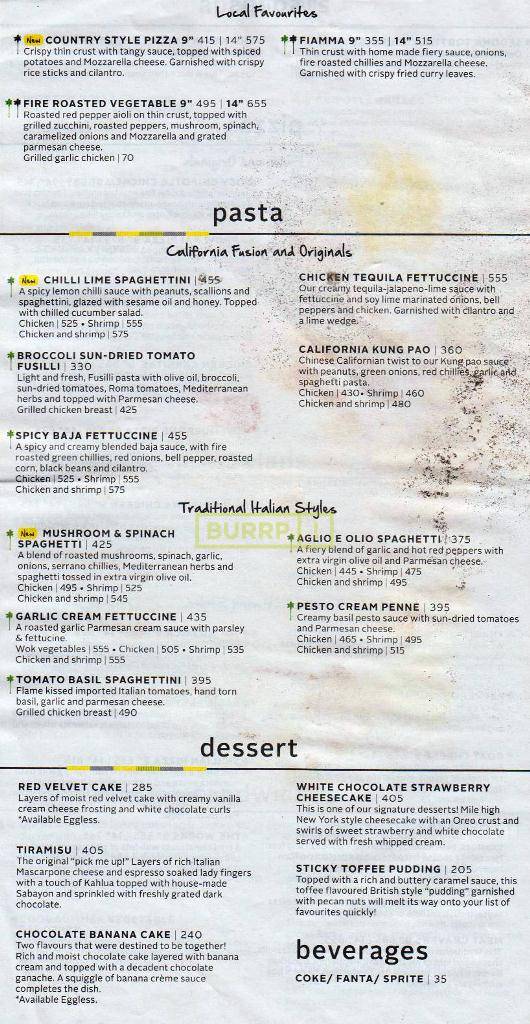 Local Favourites
New COUNTRY STYLE PIZZA 9" 415 | 14" 575
Crispy thin crust with tangy sauce, topped with spiced
potatoes and Mozzarella cheese. Garnished with crispy
rice sticks and cilantro.
FIRE ROASTED VEGETABLE 9" 495 | 14" 655
Roasted red pepper aioli on thin crust, topped with
grilled zucchini, roasted peppers, mushroom, spinach,
caramelized onions and Mozzarella and grated
parmesan cheese.
Grilled garlic chicken | 70
FIAMMA 9" 355 | 14" 515
Thin crust with home made fiery sauce, onions,
fire roasted chillies and Mozzarella cheese.
Garnished with crispy fried curry leaves.
pasta
California Fusion and Originals
New CHILLI LIME SPAGHETTINI | 455
A spicy lemon chilli sauce with peanuts, scallions and
spaghettini, glazed with sesame oil and honey. Topped
with chilled cucumber salad.
Chicken | 525 • Shrimp | 555
Chicken and shrimp | 575
BROCCOLI SUN-DRIED TOMATO
FUSILLI | 330
Light and fresh, Fusilli pasta with olive oil, broccoli,
sun-dried tomatoes, Roma tomatoes, Mediterranean
herbs and topped with Parmesan cheese.
Grilled chicken breast | 425
SPICY BAJA FETTUCCINE | 455
A spicy and creamy blended baja sauce, with fire
roasted green chillies, red onions, bell pepper, roasted
corn, black beans and cilantro.
Chicken | 525 • Shrimp | 555
Chicken and shrimp | 575
CHICKEN TEQUILA FETTUCCINE | 555
Our creamy tequila-jalapeno-lime sauce with
fettuccine and soy lime marinated onions, bell
peppers and chicken. Garnished with cilantro and
a lime wedge.
CALIFORNIA KUNG PAO | 360
Chinese Californian twist to our Kung pao sauce
with peanuts, green onions, red chillies, garlic and
spaghetti pasta.
Chicken | 430 • Shrimp | 460
Chicken and shrimp | 480
Traditional Italian Styles
BURRP!
New MUSHROOM & SPINACH
SPAGHETTI | 425
A blend of roasted mushrooms, spinach, garlic,
onions, serrano chillies, Mediterranean herbs and
spaghetti tossed in extra virgin olive oil.
Chicken | 495 • Shrimp | 525
Chicken and shrimp | 545
GARLIC CREAM FETTUCCINE | 435
A roasted garlic Parmesan cream sauce with parsley
& fettucine.
Wok vegetables | 555 • Chicken | 505 • Shrimp | 535
Chicken and shrimp | 555
TOMATO BASIL SPAGHETTINI | 395
Flame kissed imported Italian tomatoes, hand torn
basil, garlic and parmesan cheese.
Grilled chicken breast | 490
AGLIO E OLIO SPAGHETTI | 375
A fiery blend of garlic and hot red peppers with
extra virgin olive oil and Parmesan cheese.
Chicken | 445 • Shrimp | 475
Chicken and shrimp | 495
PESTO CREAM PENNE | 395
Creamy basil pesto sauce with sun-dried tomatoes
and Parmesan cheese.
Chicken | 465 • Shrimp | 495
Chicken and shrimp | 515
dessert
RED VELVET CAKE | 285
Layers of moist red velvet cake with creamy vanilla
cream cheese frosting and white chocolate curls
*Available Eggless.
TIRAMISU | 405
The original "pick me up!" Layers of rich Italian
Mascarpone cheese and espresso soaked lady fingers
with a touch of Kahlua topped with house-made
Sabayon and sprinkled with freshly grated dark
chocolate.
CHOCOLATE BANANA CAKE | 240
Two flavours that were destined to be together!
Rich and moist chocolate cake layered with banana
cream and topped with a decadent chocolate
ganache. A squiggle of banana crème sauce
completes the dish.
*Available Eggless.
WHITE CHOCOLATE STRAWBERRY
CHEESECAKE | 405
This is one of our signature desserts! Mile high
New York style cheesecake with an Oreo crust and
swirls of sweet strawberry and white chocolate
served with fresh whipped cream.
STICKY TOFFEE PUDDING | 205
Topped with a rich and buttery caramel sauce, this
toffee flavoured British style "pudding" garnished
with pecan nuts will melt its way onto your list of
favourites quickly!
beverages
COKE/ FANTA/ SPRITE | 35